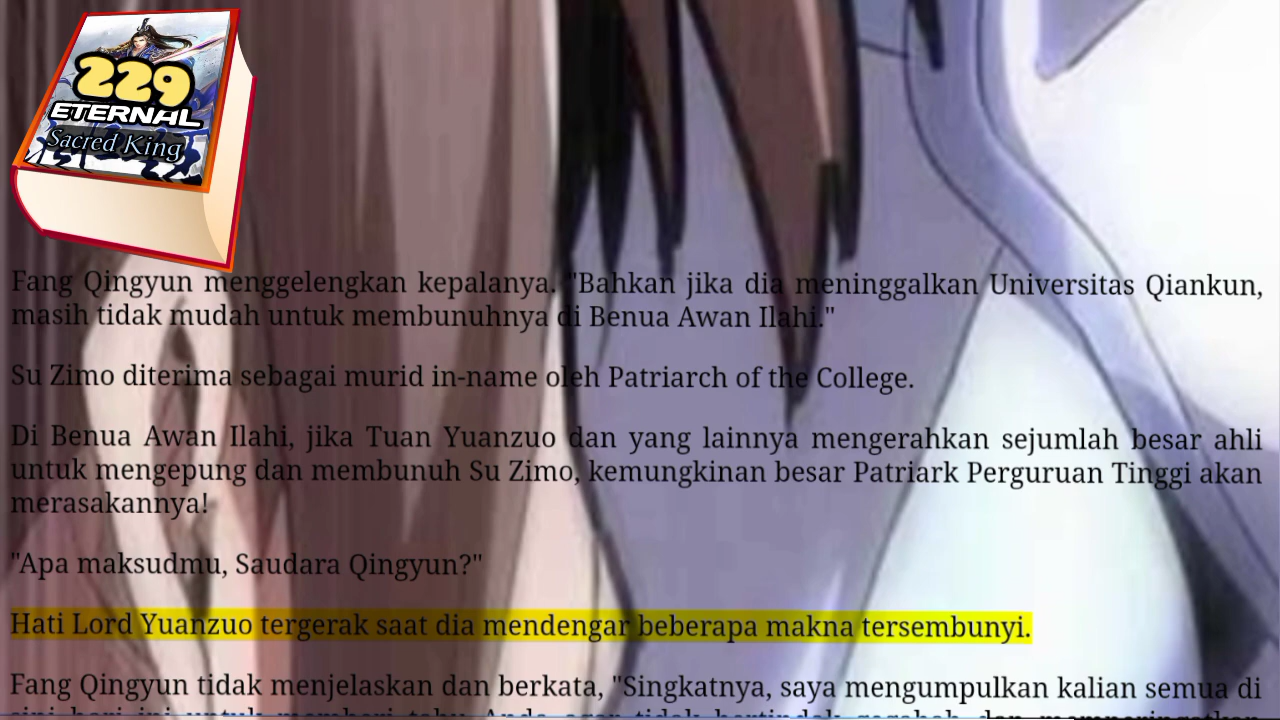 229
ETERNAL
Sacred King
Fang Qingyun menggelengkan kepalanya. "Bahkan jika dia meninggalkan Universitas Qiankun,
masih tidak mudah untuk membunuhnya di Benua Awan Ilahi."
Su Zimo diterima sebagai murid in-name oleh Patriarch of the College.
Di Benua Awan Ilahi, jika Tuan Yuanzuo dan yang lainnya mengerahkan sejumlah besar ahli
untuk mengepung dan membunuh Su Zimo, kemungkinan besar Patriark Perguruan Tinggi akan
merasakannya!
"Apa maksudmu, Saudara Qingyun?"
Hati Lord Yuanzuo tergerak saat dia mendengar beberapa makna tersembunyi.
Fang Qingyun tidak menjelaskan dan berkata, "Singkatnya, saya mengumpulkan kalian semua di